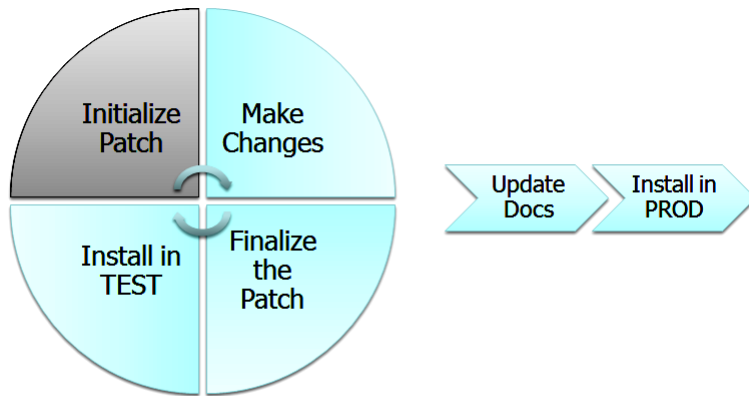 Initialize
Patch
Make
Changes
Install in
TEST
Finalize
the
Patch
Update
Docs
Install in
PROD